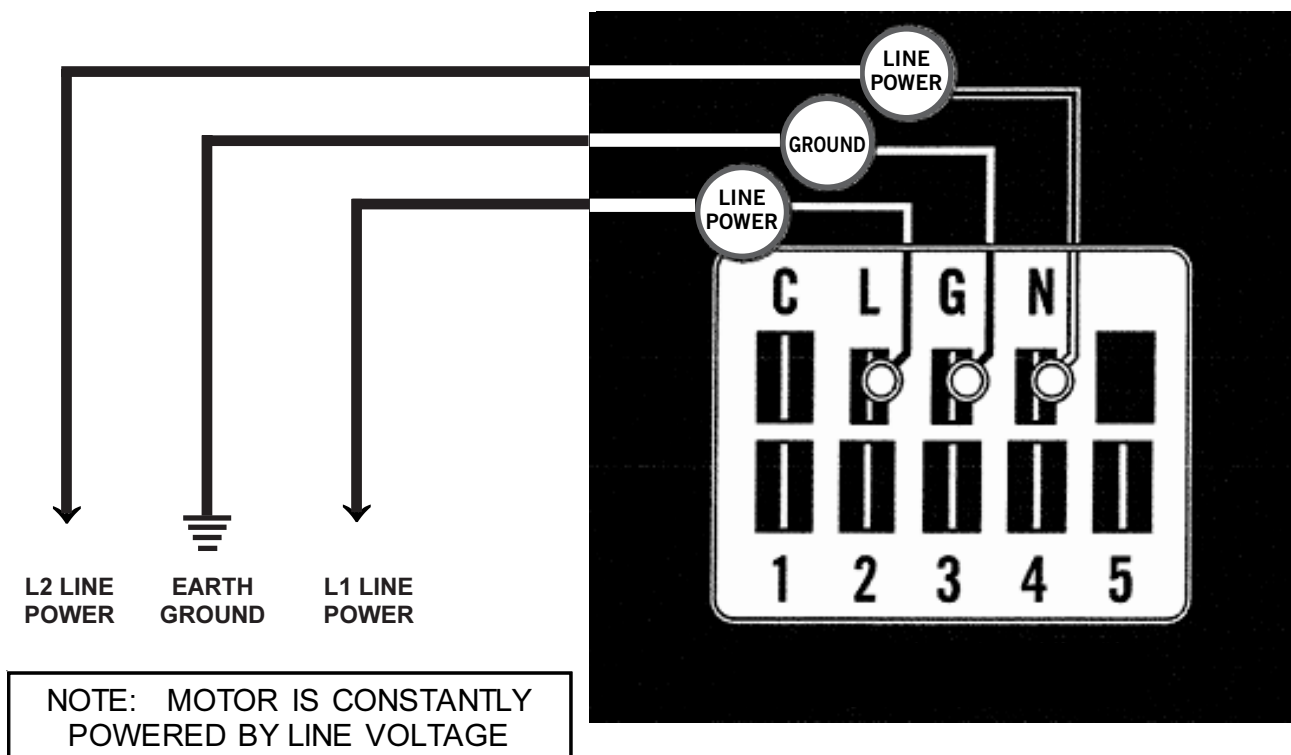 LINE
POWER
GROUND
LINE
POWER
C L G N
1 2 3 4 5
L2 LINE
POWER
EARTH
GROUND
L1 LINE
POWER
NOTE: MOTOR IS CONSTANTLY
POWERED BY LINE VOLTAGE